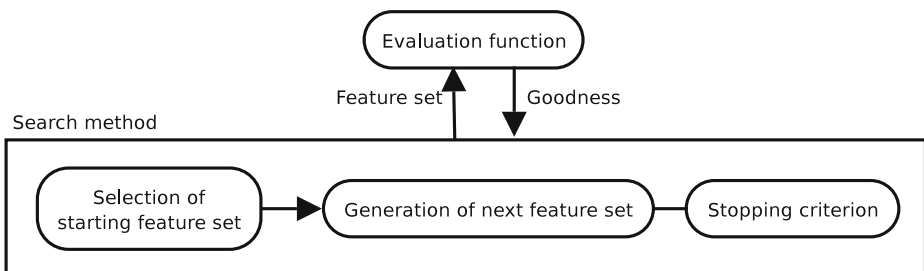 Evaluation function
Feature set
Goodness
Search method
Selection of
starting feature set
Generation of next feature set
Stopping criterion